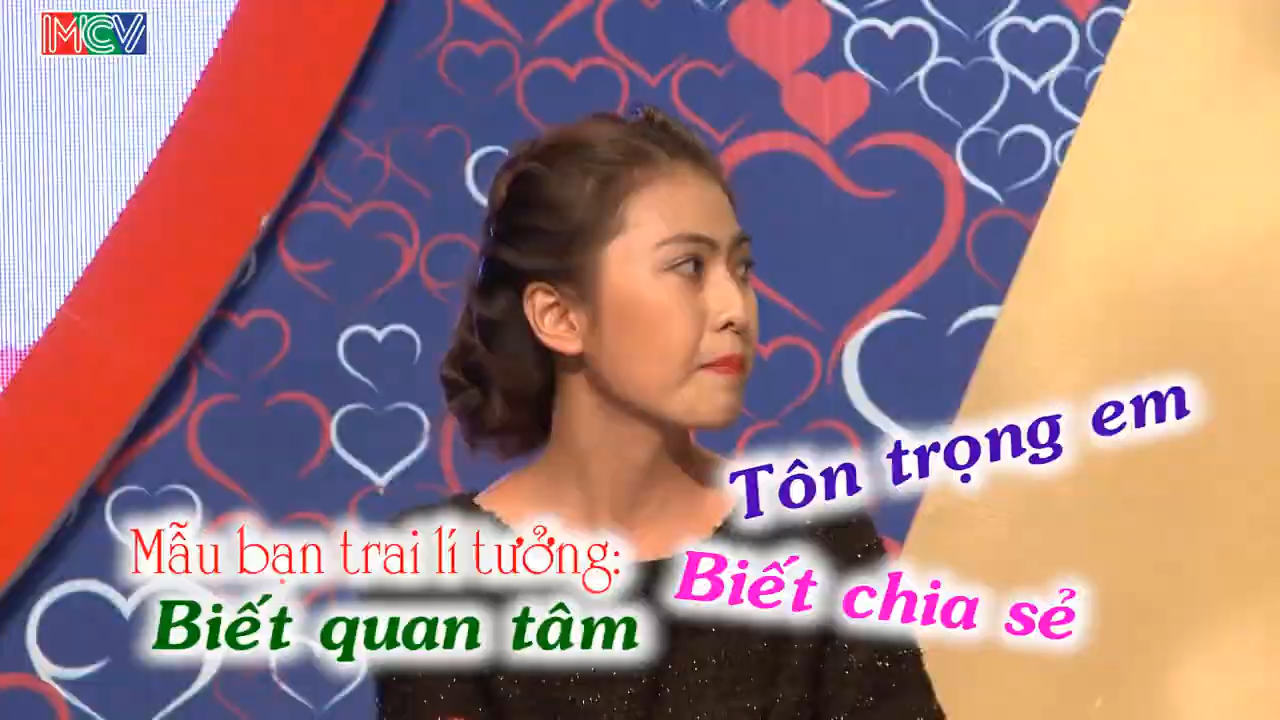 MCV
Mẫu bạn trai lí tưởng:
Biết quan tâm
Tôn trọng em
Biết chia sẻ